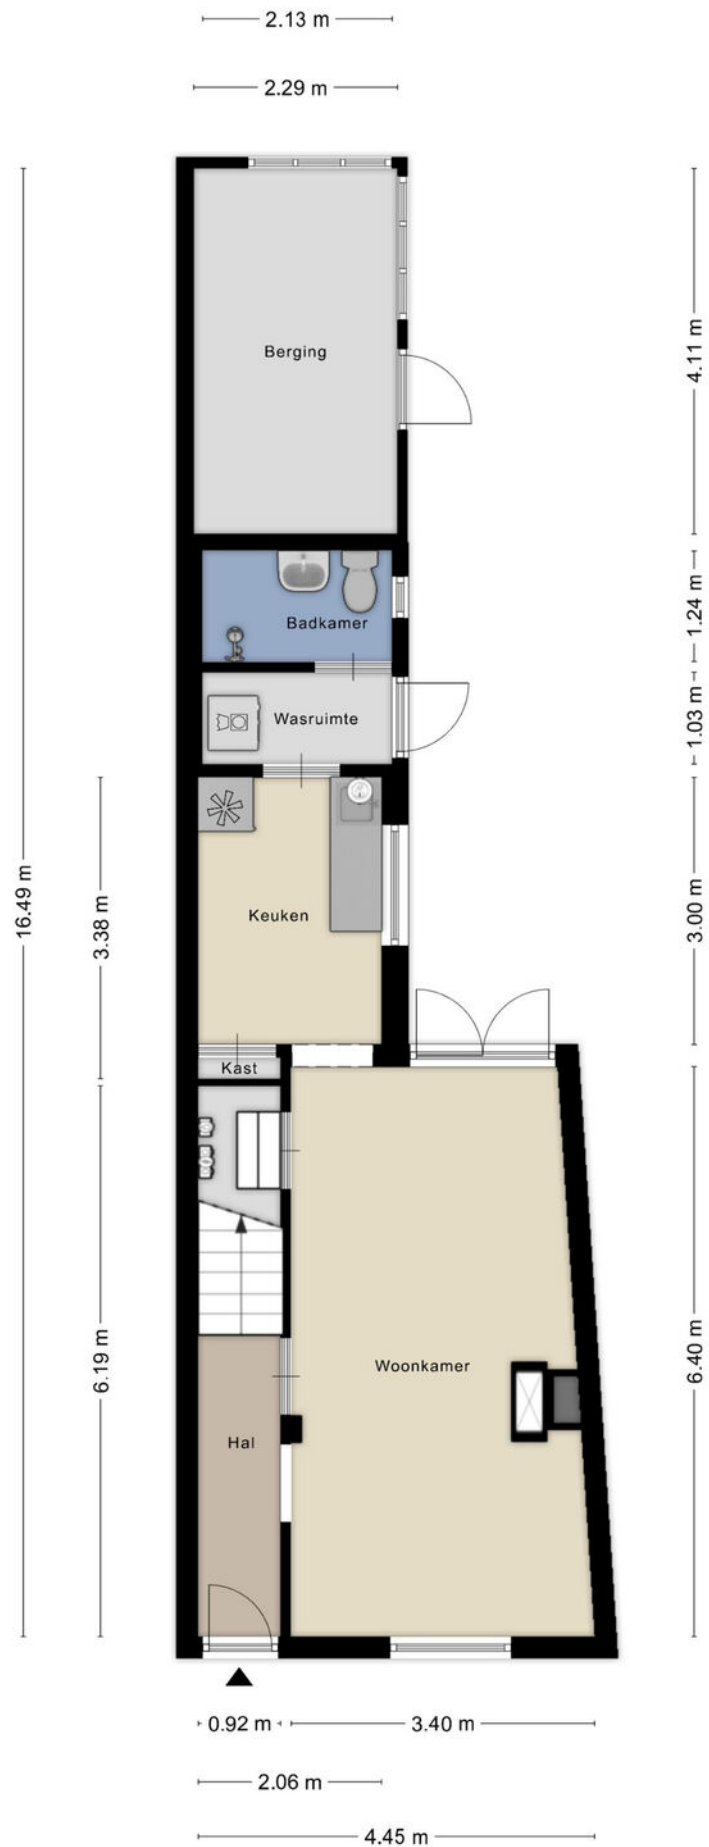 2.13 m
2.29 m
Berging
4.11 m
Badkamer
1.24 m
Wasruimte
1.03 m
Keuken
16.49 m
3.38 m
3.00 m
Kast
Woonkamer
6.19 m
6.40 m
Hal
0.92 m
3.40 m
2.06 m
4.45 m